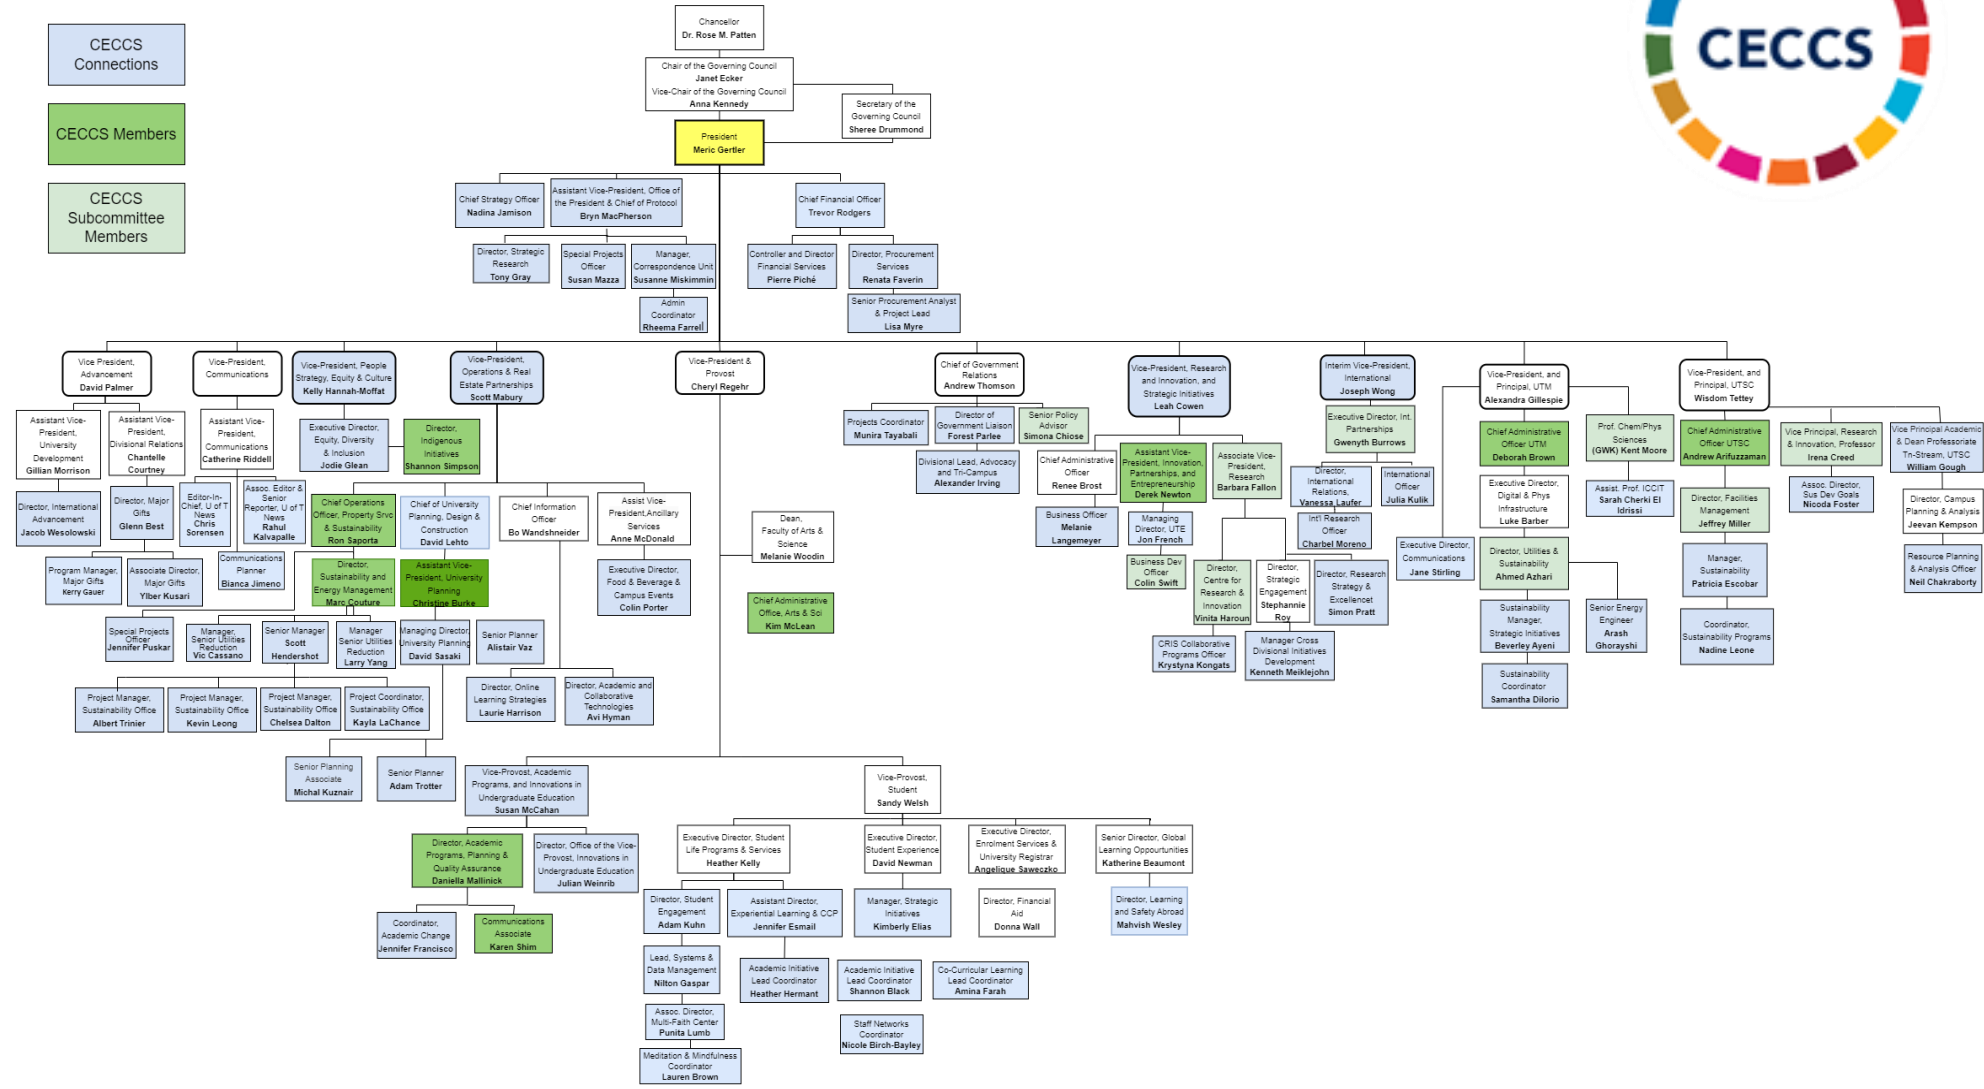 CECCS
Connections
CECCS Members
CECCS
Subcommittee
Members
CECCS
Chancellor
Dr. Rose M. Patten
Chair of the Governing Council
Janet Ecker
Vice-Chair of the Governing Council
Anna Kennedy
Secretary of the
Governing Council
Sheree Drummond
President
Meric Gertler
Chief Strategy Officer
Nadina Jamison
Assistant Vice-President, Office of
the President & Chief of Protocol
Bryn MacPherson
Chief Financial Officer
Trevor Rodgers
Director, Strategic
Research
Tony Gray
Special Projects
Officer
Susan Mazza
Manager,
Correspondence Unit
Susanne Miskimmin
Controller and Director
Financial Services
Pierre Piché
Director, Procurement
Services
Renata Faverin
Admin
Coordinator
Rheema Farrell
Senior Procurement Analyst
& Project Lead
Lisa Myre
Vice President,
Advancement
David Palmer
Vice-President,
Communications
Vice-President, People
Strategy, Equity & Culture
Kelly Hannah-Moffat
Vice-President,
Operations & Real
Estate Partnerships
Scott Mabury
Vice-President &
Provost
Cheryl Regehr
Chief of Government
Relations
Andrew Thomson
Vice-President, Research
and Innovation, and
Strategic Initiatives
Leah Cowen
Interim Vice-President,
International
Joseph Wong
Vice-President, and
Principal, UTM
Alexandra Gillespie
Vice-President, and
Principal, UTSC
Wisdom Tettey
Assistant Vice-
President,
University
Development
Gillian Morrison
Assistant Vice-
President,
Divisional Relations
Chantelle
Courtney
Assistant Vice-
President,
Communications
Catherine Riddell
Executive Director,
Equity, Diversity
& Inclusion
Jodie Glean
Director,
Indigenous
Initiatives
Shannon Simpson
Projects Coordinator
Munira Tayabali
Director of
Government Liaison
Forest Parlee
Senior Policy
Advisor
Simona Chiose
Divisional Lead, Advocacy
and Tri-Campus
Alexander Irving
Chief Administrative
Officer
Renee Brost
Assistant Vice-
President, Innovation,
Partnerships, and
Entrepreneurship
Derek Newton
Associate Vice-
President,
Research
Barbara Fallon
Executive Director, Int.
Partnerships
Gwenyth Burrows
Director,
International
Relations,
Vanessa Laufer
International
Officer
Julia Kulik
Chief Administrative
Officer UTM
Deborah Brown
Prof. Chem/Phys
Sciences
(GWK) Kent Moore
Chief Administrative
Officer UTSC
Andrew Arifuzzaman
Vice Principal, Research
& Innovation, Professor
Irena Creed
Vice Principal Academic
& Dean Professoriate
Tn-Stream, UTSC
William Gough
Director, International
Advancement
Jacob Wesolowski
Director, Major
Gifts
Glenn Best
Editor-In-
Chief, U of T
News
Chris
Sorensen
Assoc. Editor &
Senior
Reporter, U of T
News
Rahul
Kalvapalle
Communications
Planner
Bianca Jimeno
Program Manager,
Major Gifts
Kerry Gauer
Associate Director,
Major Gifts
Ylber Kusari
Chief Operations
Officer, Property Srvc
& Sustainability
Ron Saporta
Chief of University
Planning, Design &
Construction
David Lehto
Chief Information
Officer
Bo Wandshneider
Assist Vice-
President,Ancillary
Services
Anne McDonald
Dean,
Faculty of Arts &
Science
Melanie Woodin
Director,
Sustainability and
Energy Management
Marc Couture
Assistant Vice-
President, University
Planning
Christine Burke
Executive Director,
Food & Beverage &
Campus Events
Colin Porter
Chief Administrative
Office, Arts & Sci
Kim McLean
Business Officer
Melanie
Langemeyer
Managing
Director, UTE
Jon French
Business Dev
Officer
Colin Swift
Director,
Centre for
Research &
Innovation
Vinita Haroun
Director,
Strategic
Engagement
Stephannie
Roy
Int'l Research
Officer
Charbel Moreno
Director, Research
Strategy &
Excellencet
Simon Pratt
CRIS Collaborative
Programs Officer
Krystyna Kongats
Manager Cross
Divisional Initiatives
Development
Kenneth Meiklejohn
Executive Director,
Communications
Jane Stirling
Executive Director,
Digital & Phys
Infrastructure
Luke Barber
Assist. Prof. ICCIT
Sarah Cherki El
Idrissi
Director, Utilities &
Sustainability
Ahmed Azhari
Sustainability
Manager,
Strategic Initiatives
Beverley Ayeni
Senior Energy
Engineer
Arash
Ghorayshi
Sustainability
Coordinator
Samantha DiIorio
Director, Facilities
Management
Jeffrey Miller
Manager,
Sustainability
Patricia Escobar
Coordinator,
Sustainability Programs
Nadine Leone
Assoc. Director,
Sus Dev Goals
Nicoda Foster
Director, Campus
Planning & Analysis
Jeevan Kempson
Resource Planning
& Analysis Officer
Neil Chakraborty
Special Projects
Officer
Jennifer Puskar
Manager,
Senior Utilities
Reduction
Vic Cassano
Senior Manager
Scott
Hendershot
Manager
Senior Utilities
Reduction
Larry Yang
Managing Director,
University Planning
David Sasaki
Senior Planner
Alistair Vaz
Project Manager,
Sustainability Office
Albert Trinier
Project Manager,
Sustainability Office
Kevin Leong
Project Manager,
Sustainability Office
Chelsea Dalton
Project Coordinator,
Sustainability Office
Kayla LaChance
Director, Online
Learning Strategies
Laurie Harrison
Director, Academic and
Collaborative
Technologies
Avi Hyman
Senior Planning
Associate
Michal Kuznair
Senior Planner
Adam Trotter
Vice-Provost, Academic
Programs, and Innovations in
Undergraduate Education
Susan McCahan
Vice-Provost,
Student
Sandy Welsh
Director, Academic
Programs, Planning &
Quality Assurance
Daniella Mallinick
Director, Office of the Vice-
Provost, Innovations in
Undergraduate Education
Julian Weinrib
Coordinator,
Academic Change
Jennifer Francisco
Communications
Associate
Karen Shim
Executive Director, Student
Life Programs & Services
Heather Kelly
Executive Director,
Student Experience
David Newman
Executive Director,
Enrolment Services &
University Registrar
Angelique Saweczko
Senior Director, Global
Learning Oppourtunities
Katherine Beaumont
Director, Student
Engagement
Adam Kuhn
Assistant Director,
Experiential Learning & CCP
Jennifer Esmail
Manager, Strategic
Initiatives
Kimberly Elias
Director, Financial
Aid
Donna Wall
Director, Learning
and Safety Abroad
Mahvish Wesley
Lead, Systems &
Data Management
Nilton Gaspar
Academic Initiative
Lead Coordinator
Heather Hermant
Academic Initiative
Lead Coordinator
Shannon Black
Co-Curricular Learning
Lead Coordinator
Amina Farah
Assoc. Director,
Multi-Faith Center
Punita Lumb
Staff Networks
Coordinator
Nicole Birch-Bayley
Meditation & Mindfulness
Coordinator
Lauren Brown